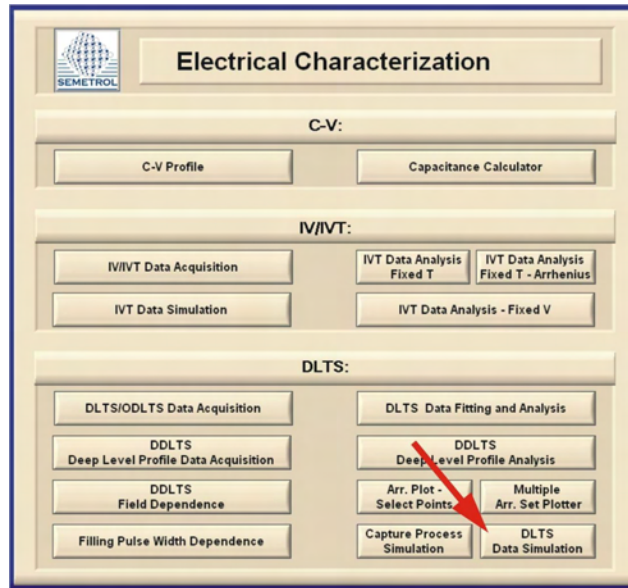 SEMETROL
Electrical Characterization
C-V:
C-V Profile
Capacitance Calculator
IV/IVT:
IV/IVT Data Acquisition
IVT Data Analysis
Fixed T
IVT Data Analysis
Fixed T - Arrhenius
IVT Data Simulation
IVT Data Analysis - Fixed V
DLTS:
DLTS/ODLTS Data Acquisition
DLTS Data Fitting and Analysis
DDLTS
Deep Level Profile Data Acquisition
DDLTS
Deep Level Profile Analysis
DDLTS
Field Dependence
Arr. Plot -
Select Points
Multiple
Arr. Set Plotter
Filling Pulse Width Dependence
Capture Process
Simulation
DLTS
Data Simulation